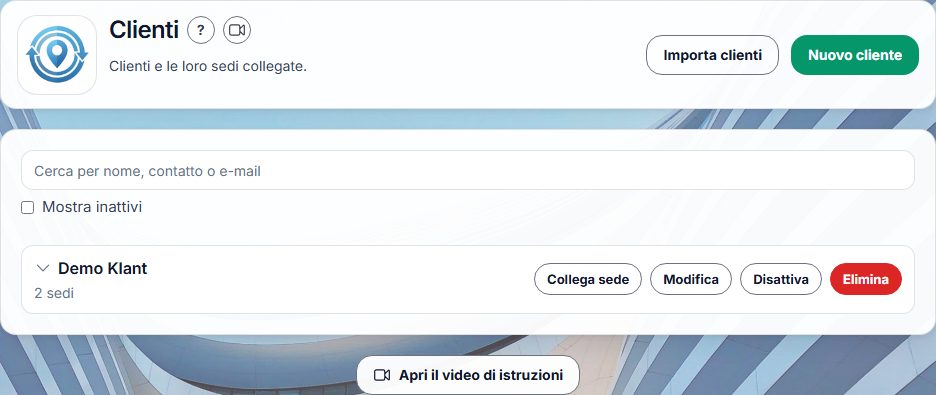 Clienti ?
Clienti e le loro sedi collegate.
Importa clienti
Nuovo cliente
Cerca per nome, contatto o e-mail
Mostra inattivi
Demo Klant
2 sedi
Collega sede
Modifica
Disattiva
Elimina
Apri il video di istruzioni